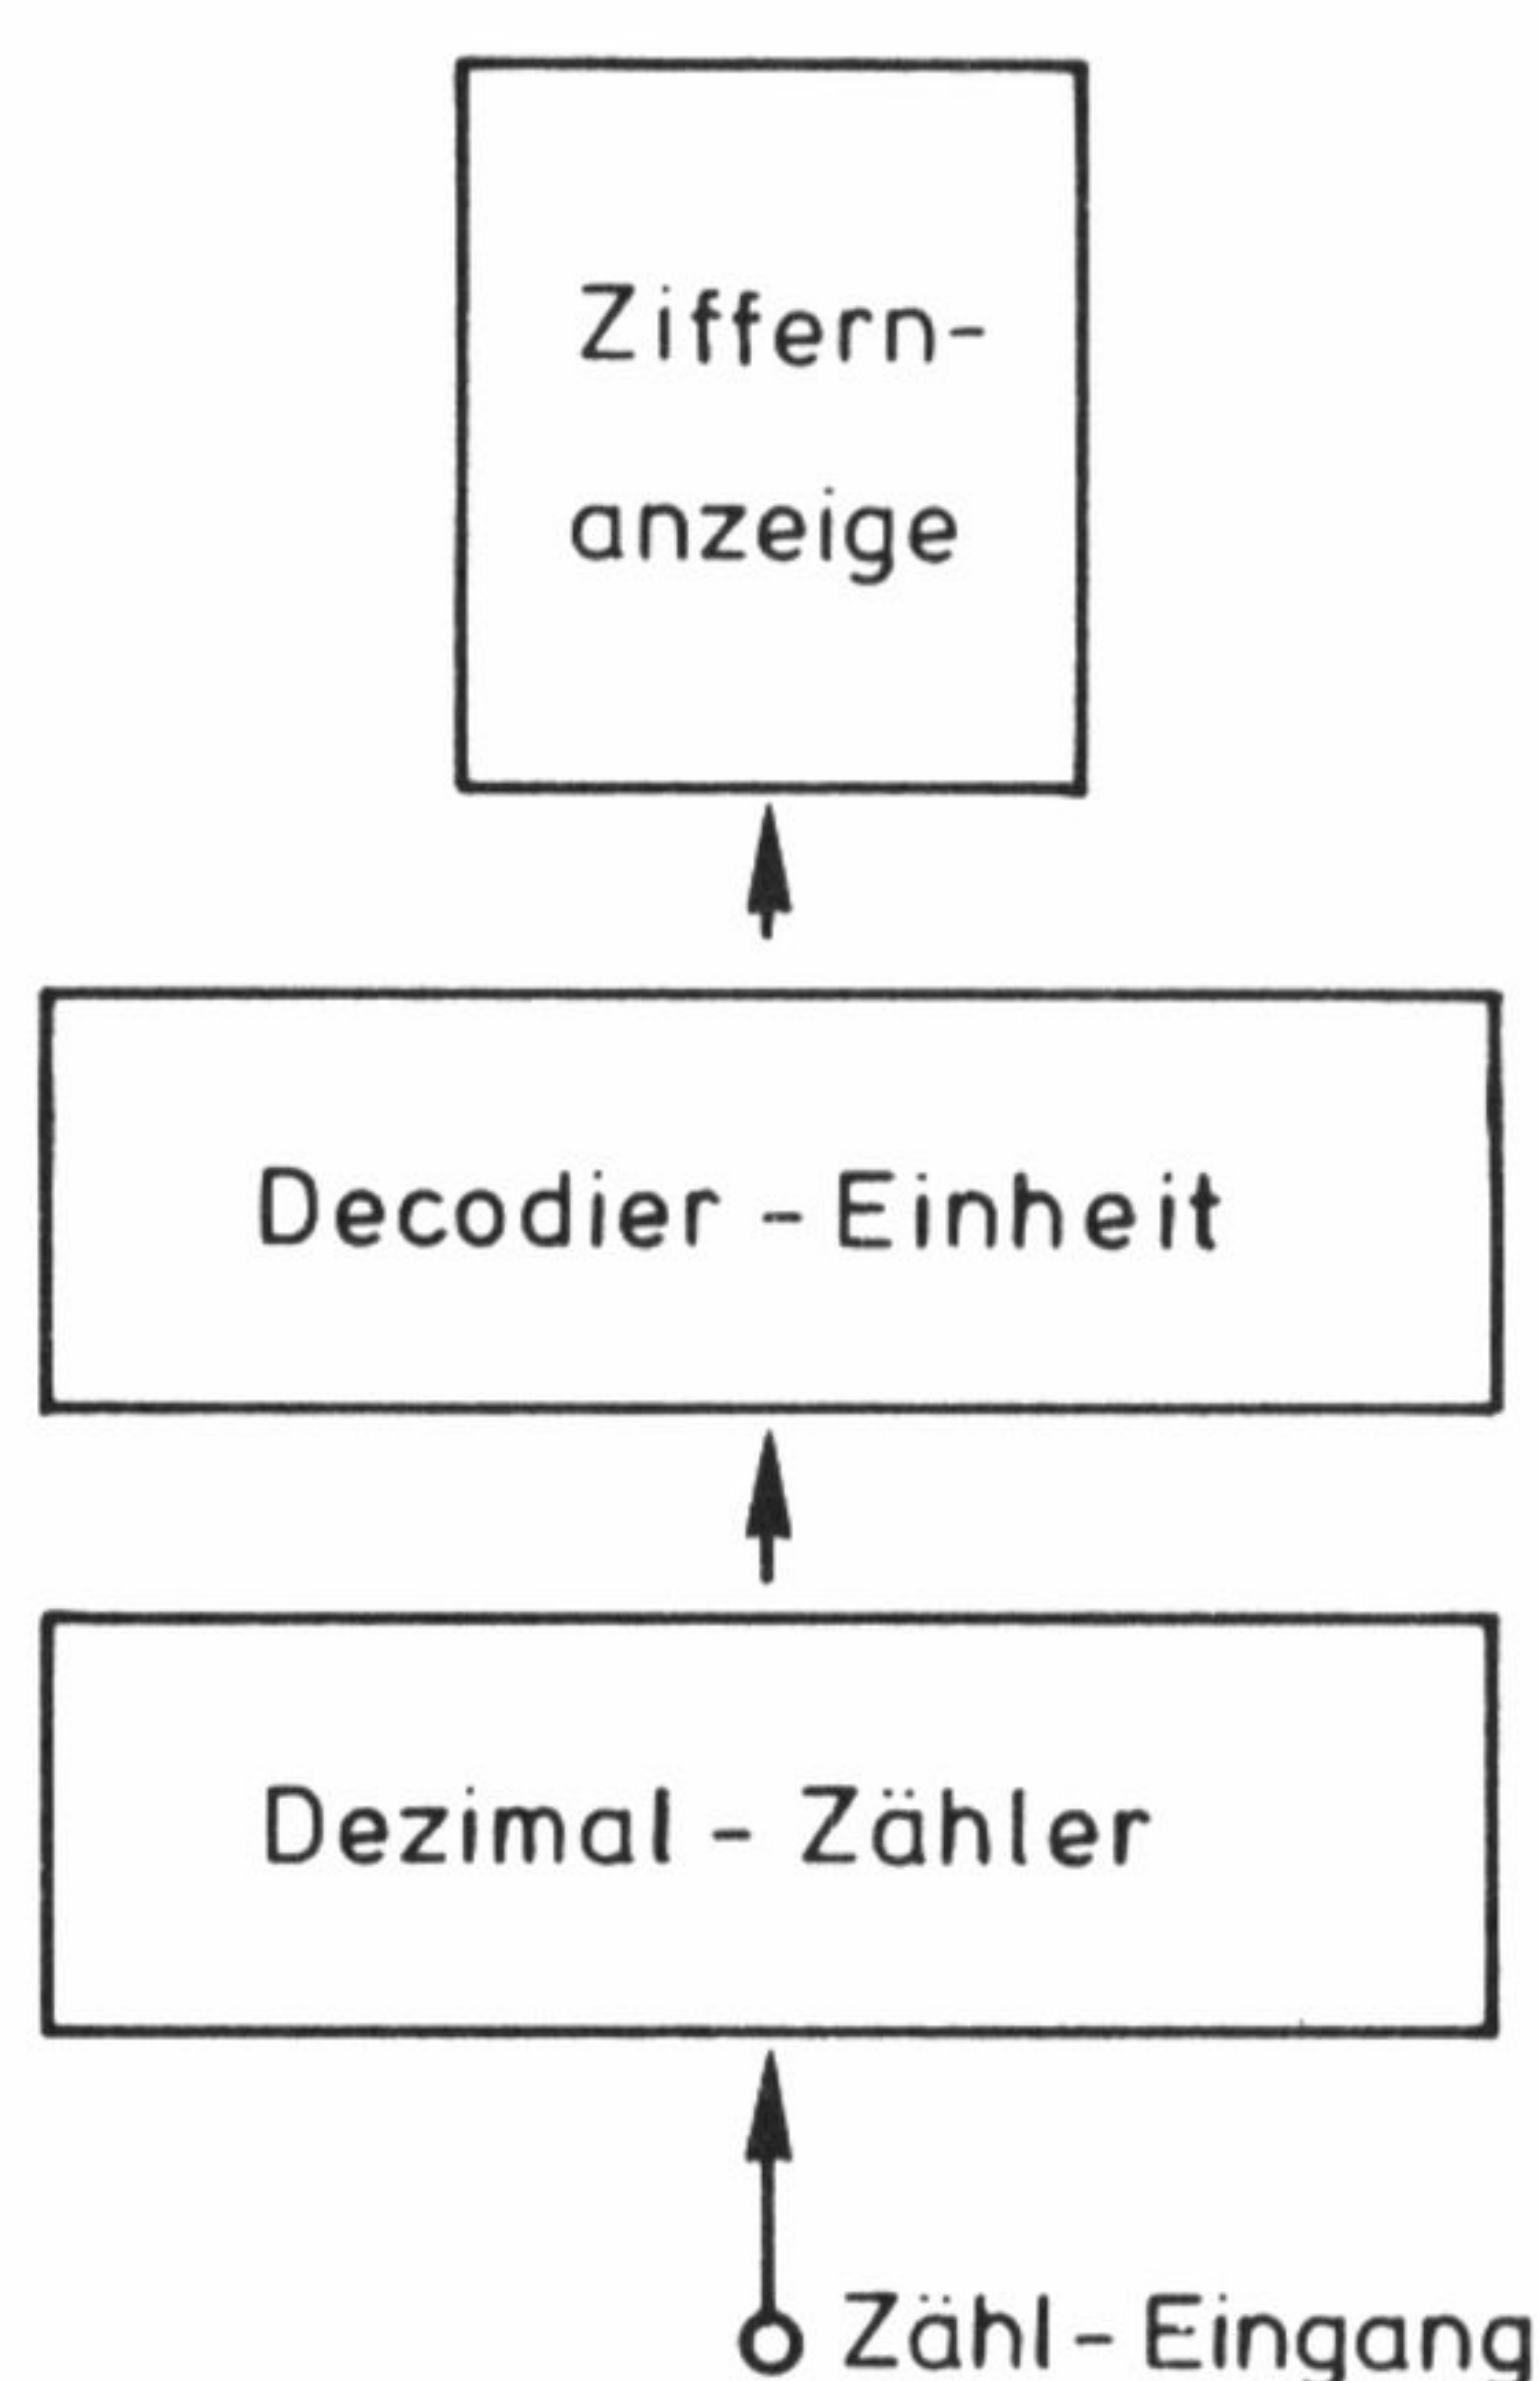 Ziffern-
anzeige
Decodier - Einheit
Dezimal - Zähler
Zähl - Eingang